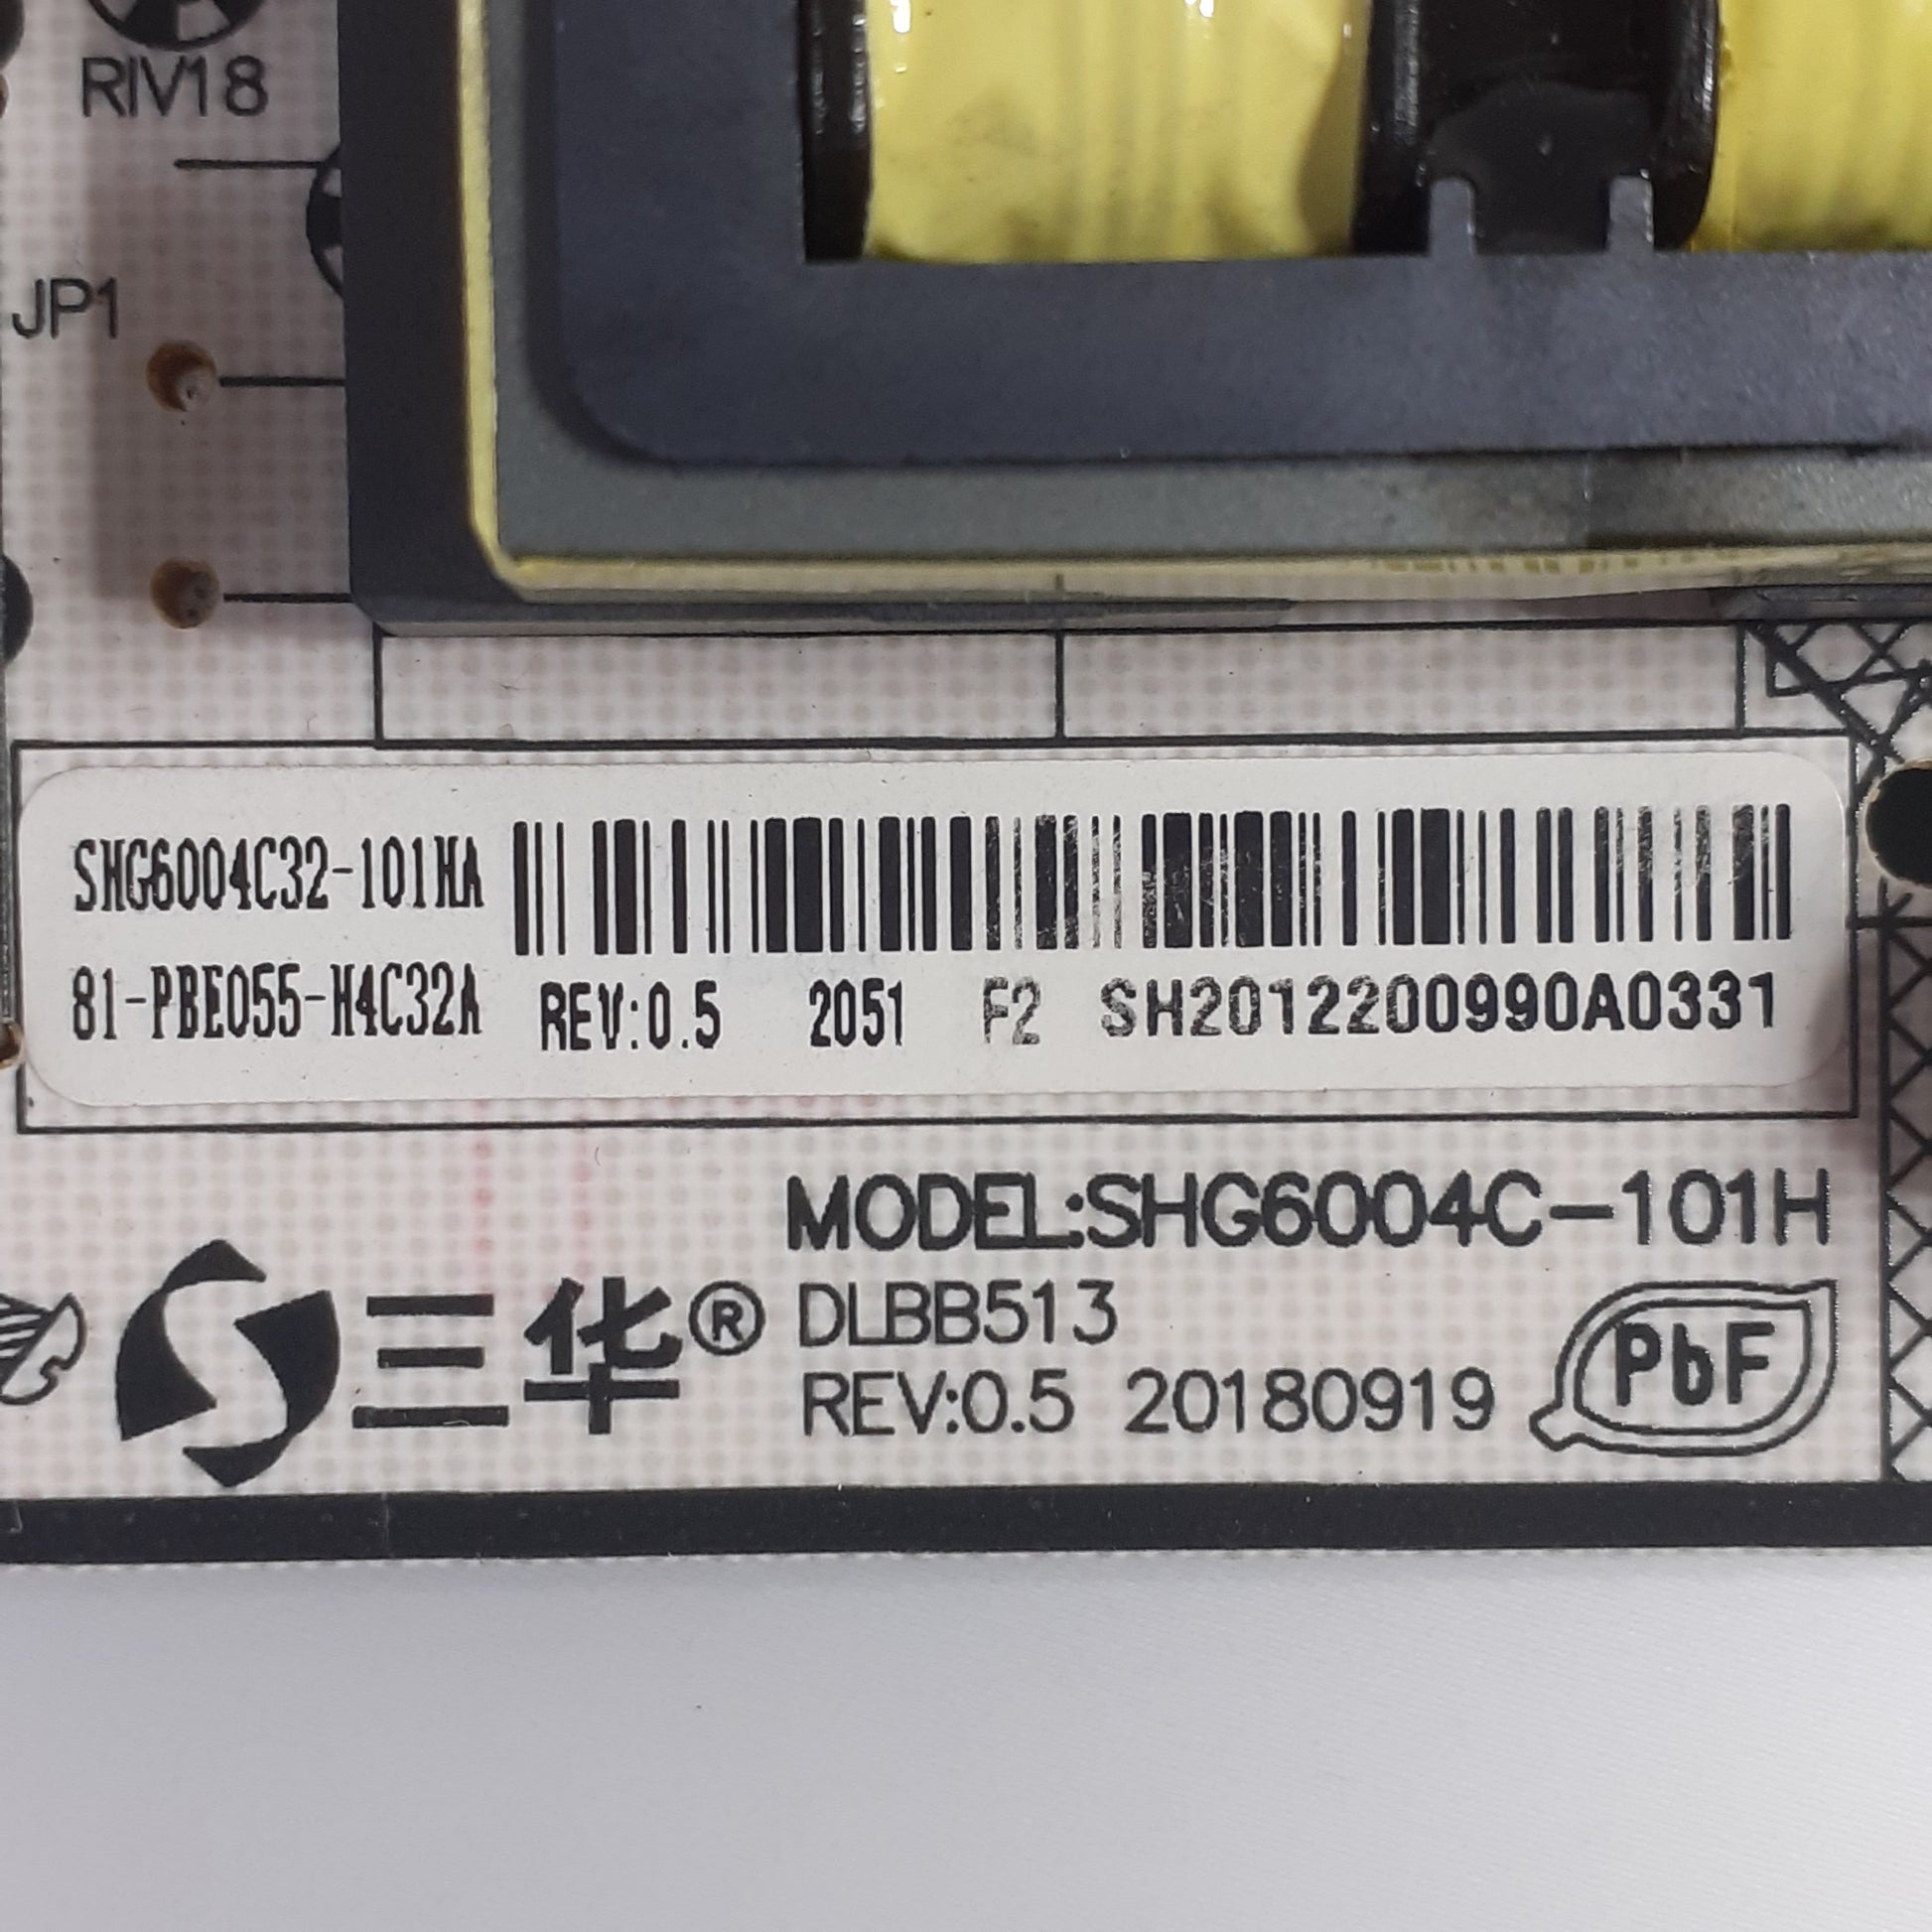 RIV18
JP1
SHG6004C32-101HA
81-PBE055-H4C32A
REV:0.5 2051 F2 SH2012200990A0331
MODEL:SHG6004C-101H
三华® DLBB513
REV:0.5 20180919
PbF